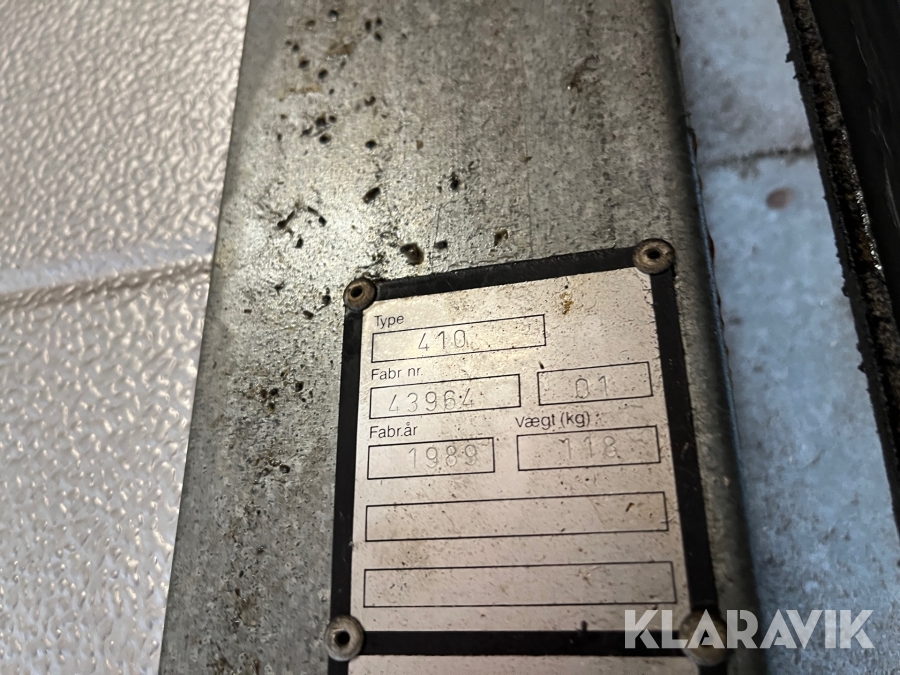 Type
410
Fabr nr.
43964 01
Fabr.år Vægt (kg)
1989 118
KLARAVIK